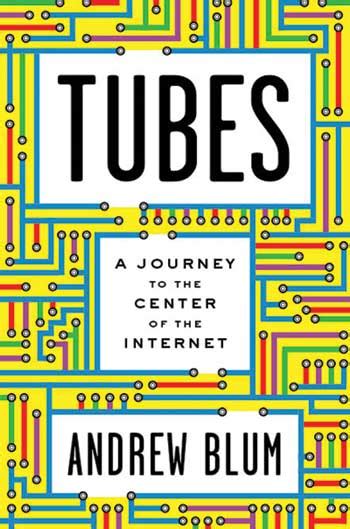 TUBES
A JOURNEY
TO THE
CENTER
OF THE
INTERNET
ANDREW BLUM